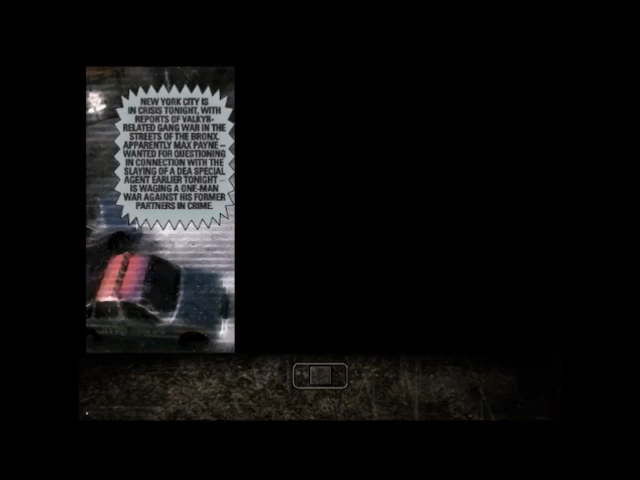 NEW YORK CITY IS
IN CRISIS TONIGHT, WITH
REPORTS OF VALKYR-
RELATED GANG WAR IN THE
STREETS OF THE BRONX.
APPARENTLY MAX PAYNE –
WANTED FOR QUESTIONING
IN CONNECTION WITH THE
SLAYING OF A DEA SPECIAL
AGENT EARLIER TONIGHT –
IS WAGING A ONE-MAN
WAR AGAINST HIS FORMER
PARTNERS IN CRIME.